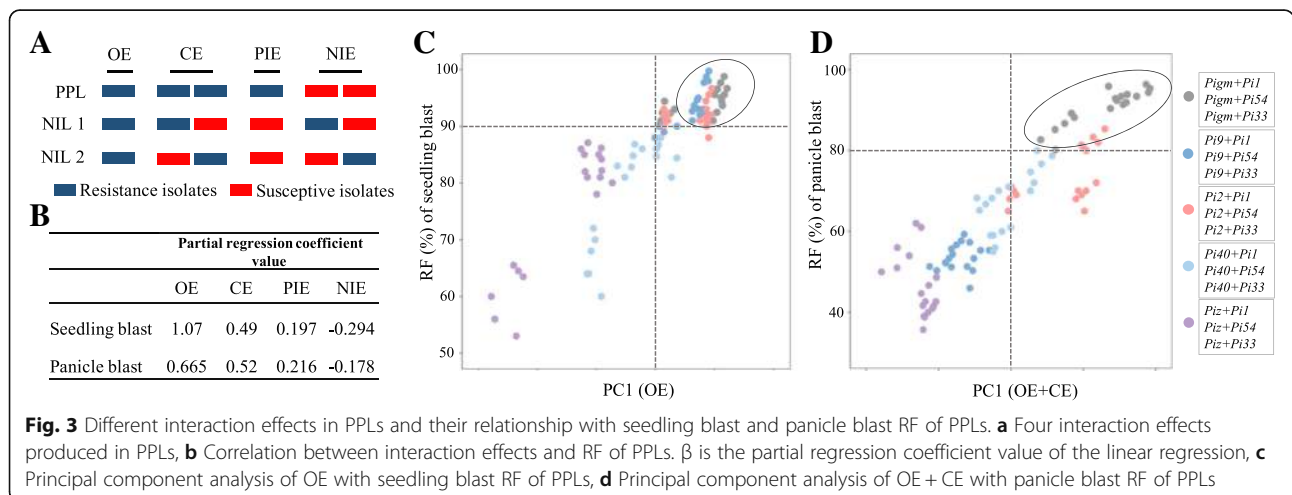 A
OE CE PIE NIE
PPL
NIL 1
NIL 2
Resistance isolates Susceptive isolates
B
Partial regression coefficient
value
OE CE PIE NIE
Seedling blast 1.07 0.49 0.197 -0.294
Panicle blast 0.665 0.52 0.216 -0.178
C
RF (%) of seedling blast
100
90
80
70
60
50
PC1 (OE)
D
RF (%) of panicle blast
100
80
60
40
PC1 (OE+CE)
Pigm+Pi1
Pigm+Pi54
Pigm+Pi33
Pi9+Pi1
Pi9+Pi54
Pi9+Pi33
Pi2+Pi1
Pi2+Pi54
Pi2+Pi33
Pi40+Pi1
Pi40+Pi54
Pi40+Pi33
Piz+Pi1
Piz+Pi54
Piz+Pi33
Fig. 3 Different interaction effects in PPLs and their relationship with seedling blast and panicle blast RF of PPLs. a Four interaction effects
produced in PPLs, b Correlation between interaction effects and RF of PPLs. β is the partial regression coefficient value of the linear regression, c
Principal component analysis of OE with seedling blast RF of PPLs, d Principal component analysis of OE + CE with panicle blast RF of PPLs